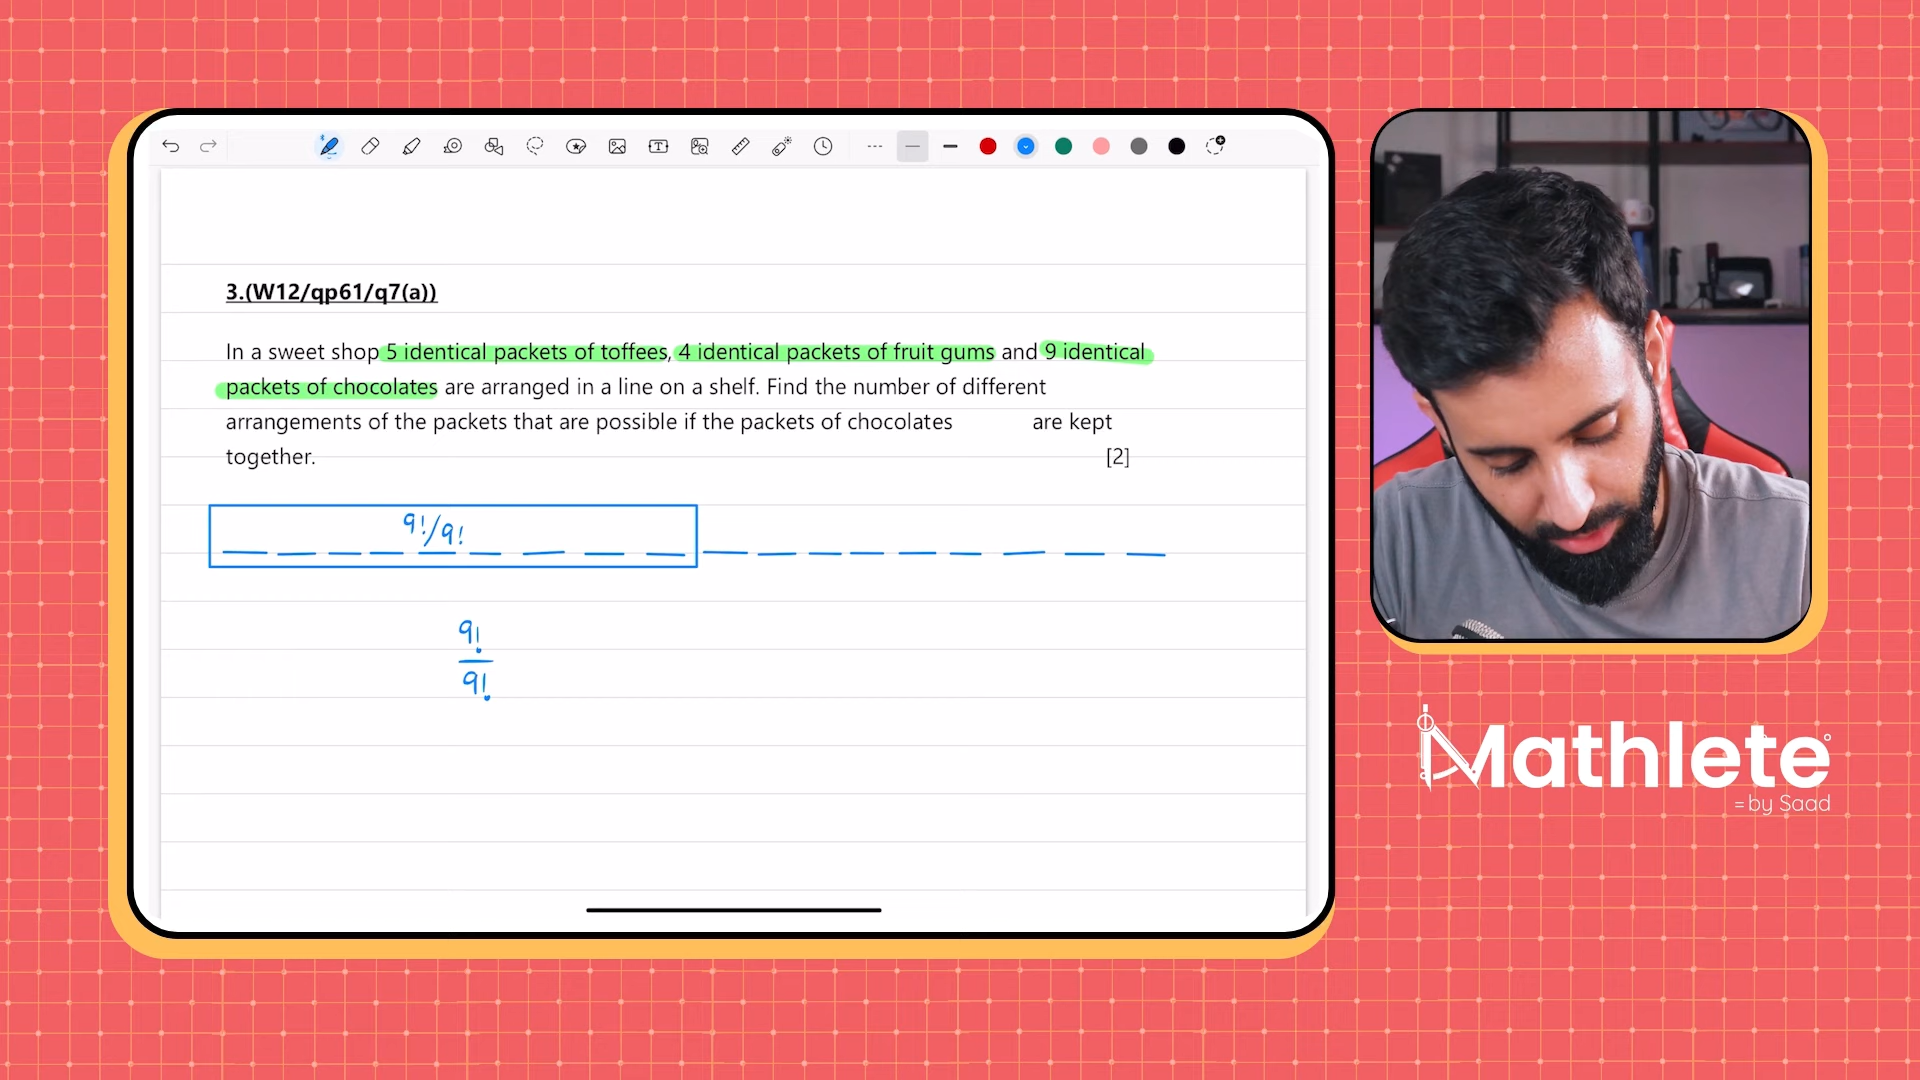 3.(W12/qp61/q7(a))
In a sweet shop 5 identical packets of toffees, 4 identical packets of fruit gums and 9 identical
packets of chocolates are arranged in a line on a shelf. Find the number of different
arrangements of the packets that are possible if the packets of chocolates are kept
together. [2]
9!/9!
9!
9!
Mathlete
=by Saad